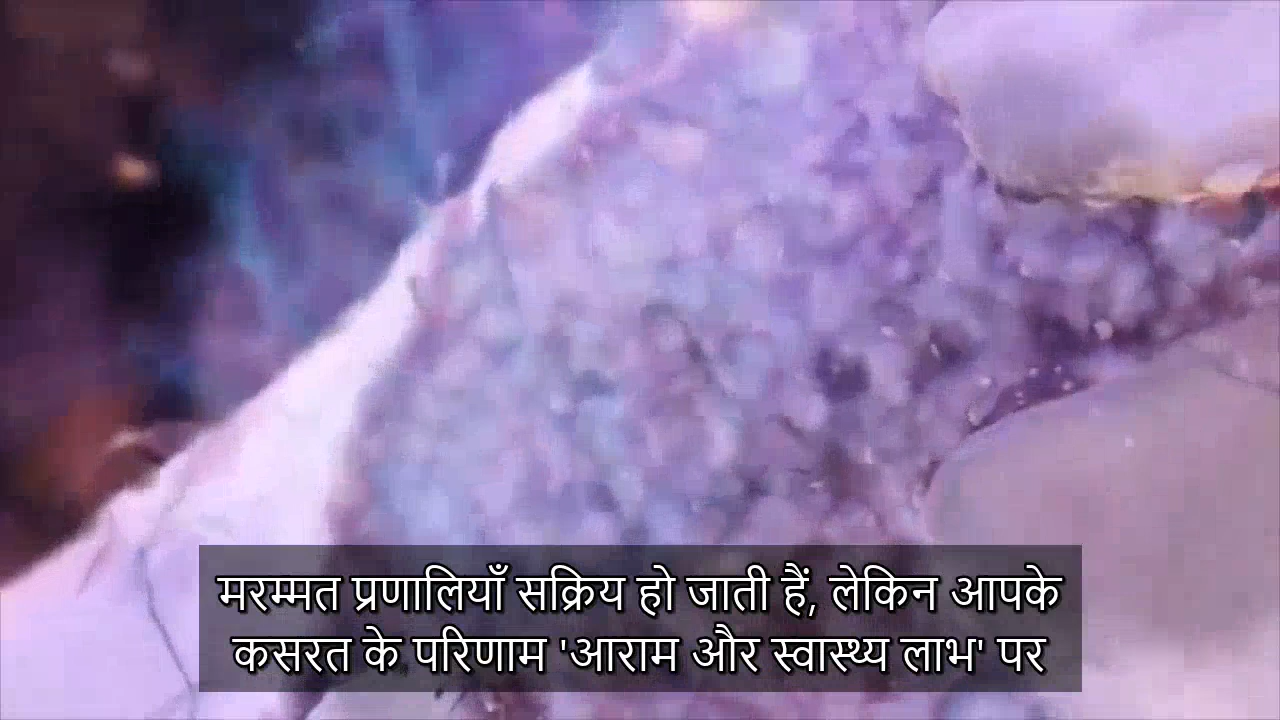 मरम्मत प्रणालियाँ सक्रिय हो जाती हैं, लेकिन आपके
कसरत के परिणाम 'आराम और स्वास्थ्य लाभ' पर